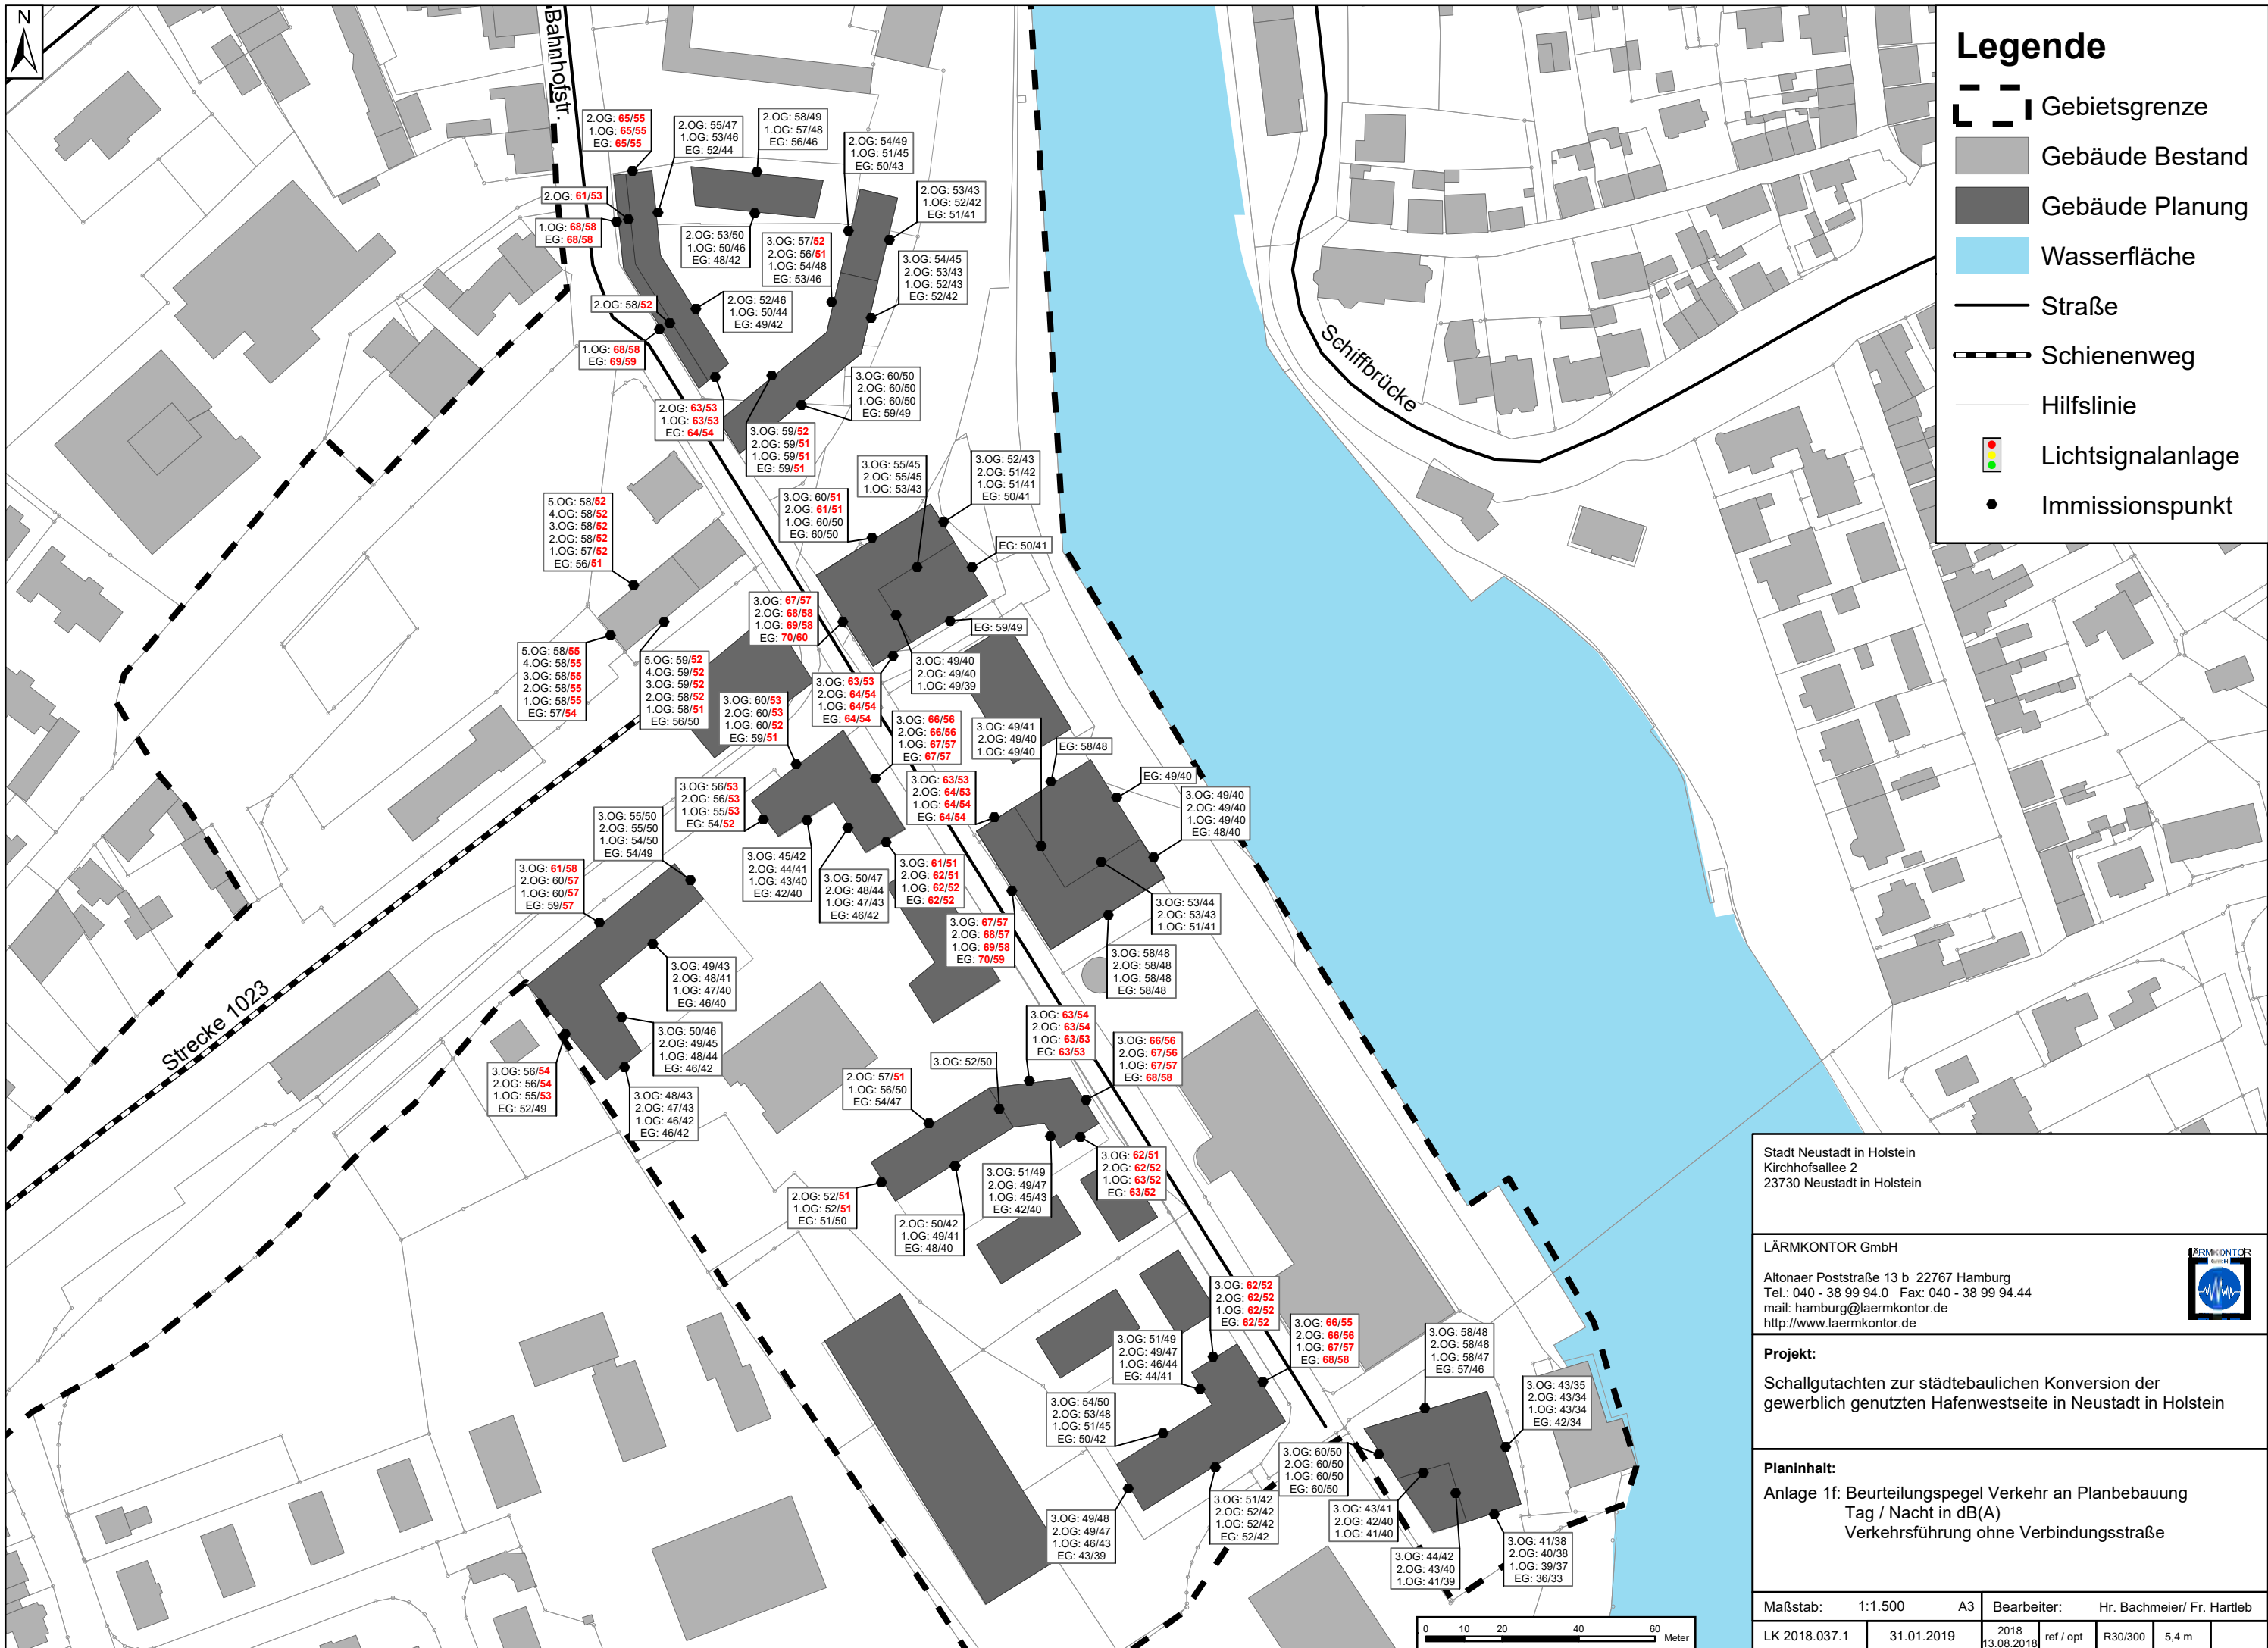 N
Bahnhofstr.
2.OG: 65/55
1.OG: 65/55
EG: 65/55
2.OG: 55/47
1.OG: 53/46
EG: 52/44
2.OG: 58/49
1.OG: 57/48
EG: 56/46
2.OG: 54/49
1.OG: 51/45
EG: 50/43
2.OG: 53/43
1.OG: 52/42
EG: 51/41
2.OG: 61/53
1.OG: 68/58
EG: 68/58
2.OG: 53/50
1.OG: 50/46
EG: 48/42
3.OG: 57/52
2.OG: 56/51
1.OG: 54/48
EG: 53/46
3.OG: 54/45
2.OG: 53/43
1.OG: 52/43
EG: 52/42
2.OG: 58/52
2.OG: 52/46
1.OG: 50/44
EG: 49/42
1.OG: 68/58
EG: 69/59
3.OG: 60/50
2.OG: 60/50
1.OG: 60/50
EG: 59/49
2.OG: 63/53
1.OG: 63/53
EG: 64/54
3.OG: 59/52
2.OG: 59/51
1.OG: 59/51
EG: 59/51
3.OG: 55/45
2.OG: 55/45
1.OG: 53/43
3.OG: 52/43
2.OG: 51/42
1.OG: 51/41
EG: 50/41
3.OG: 60/51
2.OG: 61/51
1.OG: 60/50
EG: 60/50
5.OG: 58/52
4.OG: 58/52
3.OG: 58/52
2.OG: 58/52
1.OG: 57/52
EG: 56/51
EG: 50/41
3.OG: 67/57
2.OG: 68/58
1.OG: 69/58
EG: 70/60
EG: 59/49
5.OG: 58/55
4.OG: 58/55
3.OG: 58/55
2.OG: 58/55
1.OG: 58/55
EG: 57/54
5.OG: 59/52
4.OG: 59/52
3.OG: 59/52
2.OG: 58/52
1.OG: 58/51
EG: 56/50
3.OG: 49/40
2.OG: 49/40
1.OG: 49/39
3.OG: 63/53
2.OG: 64/54
1.OG: 64/54
EG: 64/54
3.OG: 60/53
2.OG: 60/53
1.OG: 60/52
EG: 59/51
3.OG: 66/56
2.OG: 66/56
1.OG: 67/57
EG: 67/57
3.OG: 49/41
2.OG: 49/40
1.OG: 49/40
EG: 58/48
EG: 49/40
3.OG: 56/53
2.OG: 56/53
1.OG: 55/53
EG: 54/52
3.OG: 63/53
2.OG: 64/53
1.OG: 64/54
EG: 64/54
3.OG: 49/40
2.OG: 49/40
1.OG: 49/40
EG: 48/40
3.OG: 55/50
2.OG: 55/50
1.OG: 54/50
EG: 54/49
3.OG: 45/42
2.OG: 44/41
1.OG: 43/40
EG: 42/40
3.OG: 50/47
2.OG: 48/44
1.OG: 47/43
EG: 46/42
3.OG: 61/51
2.OG: 62/51
1.OG: 62/52
EG: 62/52
3.OG: 61/58
2.OG: 60/57
1.OG: 60/57
EG: 59/57
3.OG: 53/44
2.OG: 53/43
1.OG: 51/41
3.OG: 67/57
2.OG: 68/57
1.OG: 69/58
EG: 70/59
3.OG: 58/48
2.OG: 58/48
1.OG: 58/48
EG: 58/48
3.OG: 49/43
2.OG: 48/41
1.OG: 47/40
EG: 46/40
Strecke 1023
3.OG: 50/46
2.OG: 49/45
1.OG: 48/44
EG: 46/42
3.OG: 63/54
2.OG: 63/54
1.OG: 63/53
EG: 63/53
3.OG: 66/56
2.OG: 67/56
1.OG: 67/57
EG: 68/58
3.OG: 52/50
3.OG: 56/54
2.OG: 56/54
1.OG: 55/53
EG: 52/49
2.OG: 57/51
1.OG: 56/50
EG: 54/47
3.OG: 48/43
2.OG: 47/43
1.OG: 46/42
EG: 46/42
3.OG: 62/51
2.OG: 62/52
1.OG: 63/52
EG: 63/52
3.OG: 51/49
2.OG: 49/47
1.OG: 45/43
EG: 42/40
2.OG: 52/51
1.OG: 52/51
EG: 51/50
2.OG: 50/42
1.OG: 49/41
EG: 48/40
3.OG: 62/52
2.OG: 62/52
1.OG: 62/52
EG: 62/52
3.OG: 66/55
2.OG: 66/56
1.OG: 67/57
EG: 68/58
3.OG: 51/49
2.OG: 49/47
1.OG: 46/44
EG: 44/41
3.OG: 58/48
2.OG: 58/48
1.OG: 58/47
EG: 57/46
3.OG: 43/35
2.OG: 43/34
1.OG: 43/34
EG: 42/34
3.OG: 54/50
2.OG: 53/48
1.OG: 51/45
EG: 50/42
3.OG: 60/50
2.OG: 60/50
1.OG: 60/50
EG: 60/50
3.OG: 51/42
2.OG: 52/42
1.OG: 52/42
EG: 52/42
3.OG: 49/48
2.OG: 49/47
1.OG: 46/43
EG: 43/39
3.OG: 43/41
2.OG: 42/40
1.OG: 41/40
3.OG: 44/42
2.OG: 43/40
1.OG: 41/39
3.OG: 41/38
2.OG: 40/38
1.OG: 39/37
EG: 36/33
Schiffbrücke
Legende
Gebietsgrenze
Gebäude Bestand
Gebäude Planung
Wasserfläche
Straße
Schienenweg
Hilfslinie
Lichtsignalanlage
Immissionspunkt
Stadt Neustadt in Holstein
Kirchhofsallee 2
23730 Neustadt in Holstein
LÄRMKONTOR GmbH
Altonaer Poststraße 13 b 22767 Hamburg
Tel.: 040 - 38 99 94.0 Fax: 040 - 38 99 94.44
mail: hamburg@laermkontor.de
http://www.laermkontor.de
LÄRMKONTOR
GmbH
Projekt:
Schallgutachten zur städtebaulichen Konversion der
gewerblich genutzten Hafenwestseite in Neustadt in Holstein
Planinhalt:
Anlage 1f: Beurteilungspegel Verkehr an Planbebauung
Tag / Nacht in dB(A)
Verkehrsführung ohne Verbindungsstraße
Maßstab: 1:1.500 A3 Bearbeiter: Hr. Bachmeier/ Fr. Hartleb
LK 2018.037.1 31.01.2019 2018 13.08.2018 ref / opt R30/300 5,4 m
0 10 20 40 60 Meter